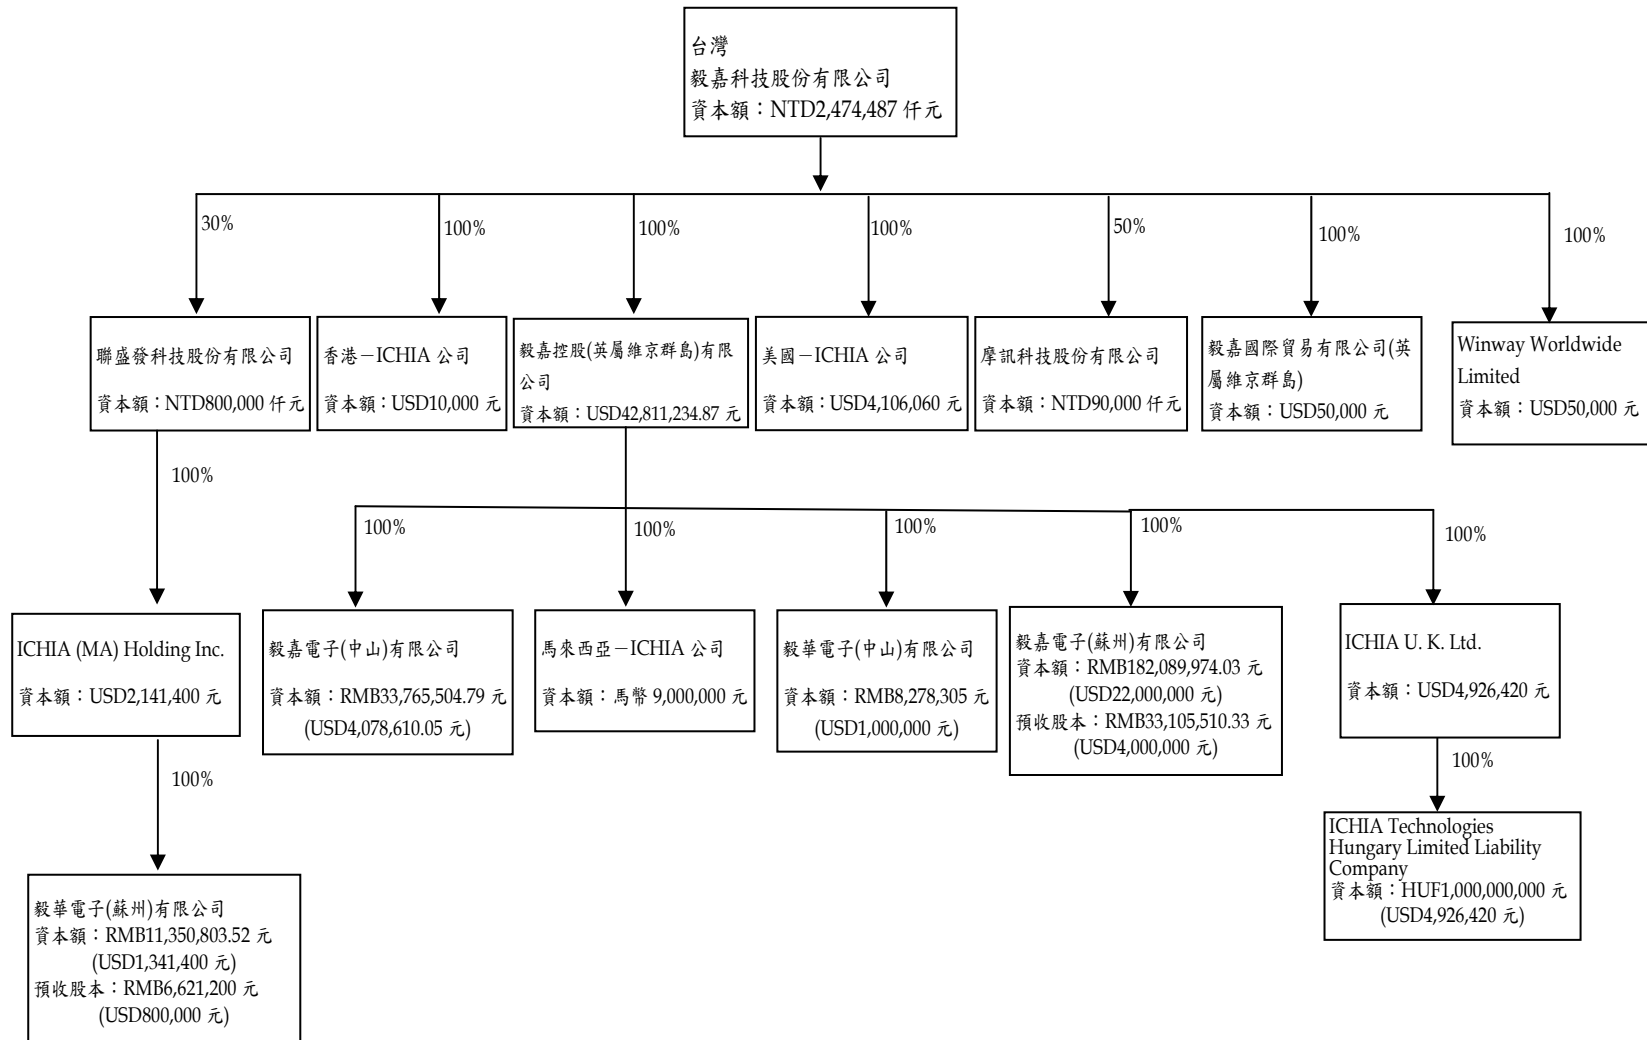 台灣
毅嘉科技股份有限公司
資本額：NTD2,474,487 仟元
30%
100%
100%
100%
50%
100%
100%
聯盛發科技股份有限公司
資本額：NTD800,000 仟元
香港－ICHIA 公司
資本額：USD10,000 元
毅嘉控股(英屬維京群島)有限
公司
資本額：USD42,811,234.87 元
美國－ICHIA 公司
資本額：USD4,106,060 元
摩訊科技股份有限公司
資本額：NTD90,000 仟元
毅嘉國際貿易有限公司(英
屬維京群島)
資本額：USD50,000 元
Winway Worldwide
Limited
資本額：USD50,000 元
100%
100%
100%
100%
100%
100%
ICHIA (MA) Holding Inc.
資本額：USD2,141,400 元
毅嘉電子(中山)有限公司
資本額：RMB33,765,504.79 元
(USD4,078,610.05 元)
馬來西亞－ICHIA 公司
資本額：馬幣 9,000,000 元
毅華電子(中山)有限公司
資本額：RMB8,278,305 元
(USD1,000,000 元)
毅嘉電子(蘇州)有限公司
資本額：RMB182,089,974.03 元
(USD22,000,000 元)
預收股本：RMB33,105,510.33 元
(USD4,000,000 元)
ICHIA U. K. Ltd.
資本額：USD4,926,420 元
100%
100%
毅華電子(蘇州)有限公司
資本額：RMB11,350,803.52 元
(USD1,341,400 元)
預收股本：RMB6,621,200 元
(USD800,000 元)
ICHIA Technologies
Hungary Limited Liability
Company
資本額：HUF1,000,000,000 元
(USD4,926,420 元)